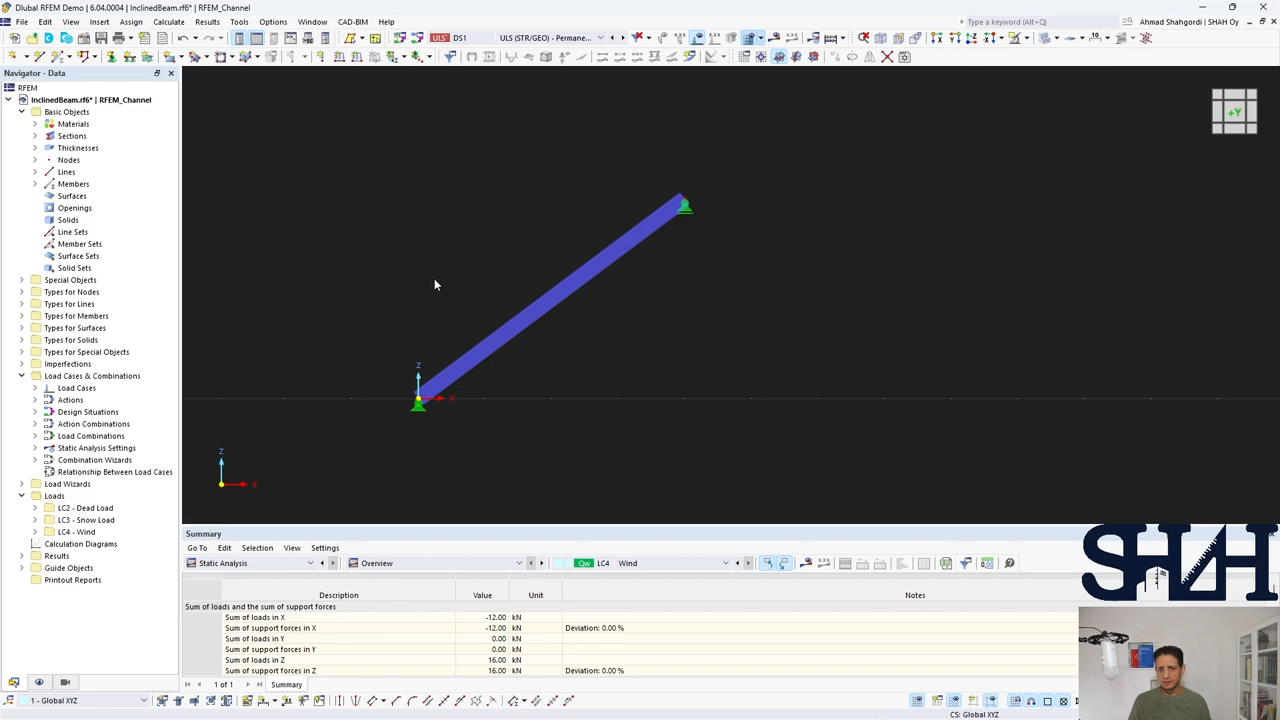 Dlubal RFEM Demo | 6.04.0004 | InclinedBeam.rf6* | RFEM_Channel
File Edit View Insert Assign Calculate Results Tools Options Window CAD-BIM Help
Type a keyword (Alt+Q)
Ahmad Shahgordi | SHAH Oy
ULS DS1 ULS (STR/GEO) - Permane...
Navigator - Data
RFEM
InclinedBeam.rf6* | RFEM_Channel
Basic Objects
Materials
Sections
Thicknesses
Nodes
Lines
Members
Surfaces
Openings
Solids
Line Sets
Member Sets
Surface Sets
Solid Sets
Special Objects
Types for Nodes
Types for Lines
Types for Members
Types for Surfaces
Types for Solids
Types for Special Objects
Imperfections
Load Cases & Combinations
Load Cases
Actions
Design Situations
Action Combinations
Load Combinations
Static Analysis Settings
Combination Wizards
Relationship Between Load Cases
Load Wizards
Loads
LC2 - Dead Load
LC3 - Snow Load
LC4 - Wind
Calculation Diagrams
Results
Guide Objects
Printout Reports
+Y
Z
X
Z
X
Summary
Go To Edit Selection View Settings
Static Analysis Overview Qw LC4 Wind
Description Value Unit Notes
Sum of loads and the sum of support forces
Sum of loads in X -12.00 kN
Sum of support forces in X -12.00 kN Deviation: 0.00 %
Sum of loads in Y 0.00 kN
Sum of support forces in Y 0.00 kN
Sum of loads in Z 16.00 kN
Sum of support forces in Z 16.00 kN Deviation: 0.00 %
1 of 1 Summary
1 - Global XYZ
CS: Global XYZ
SHAH